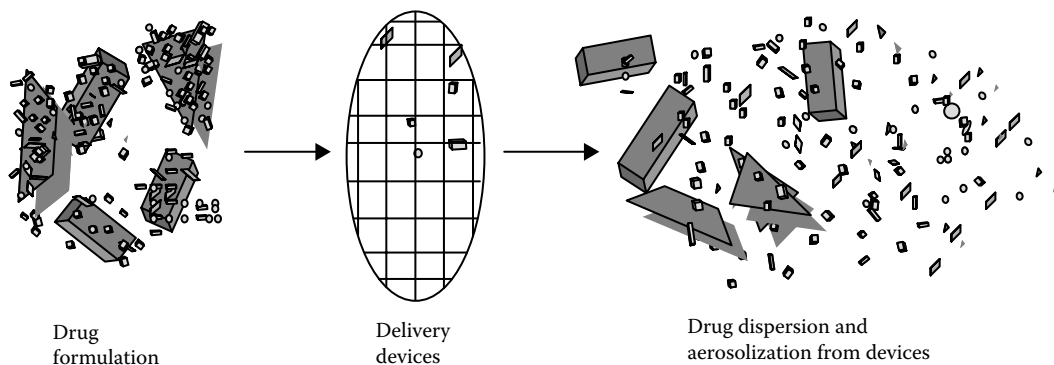 Drug
formulation
Delivery
devices
Drug dispersion and
aerosolization from devices